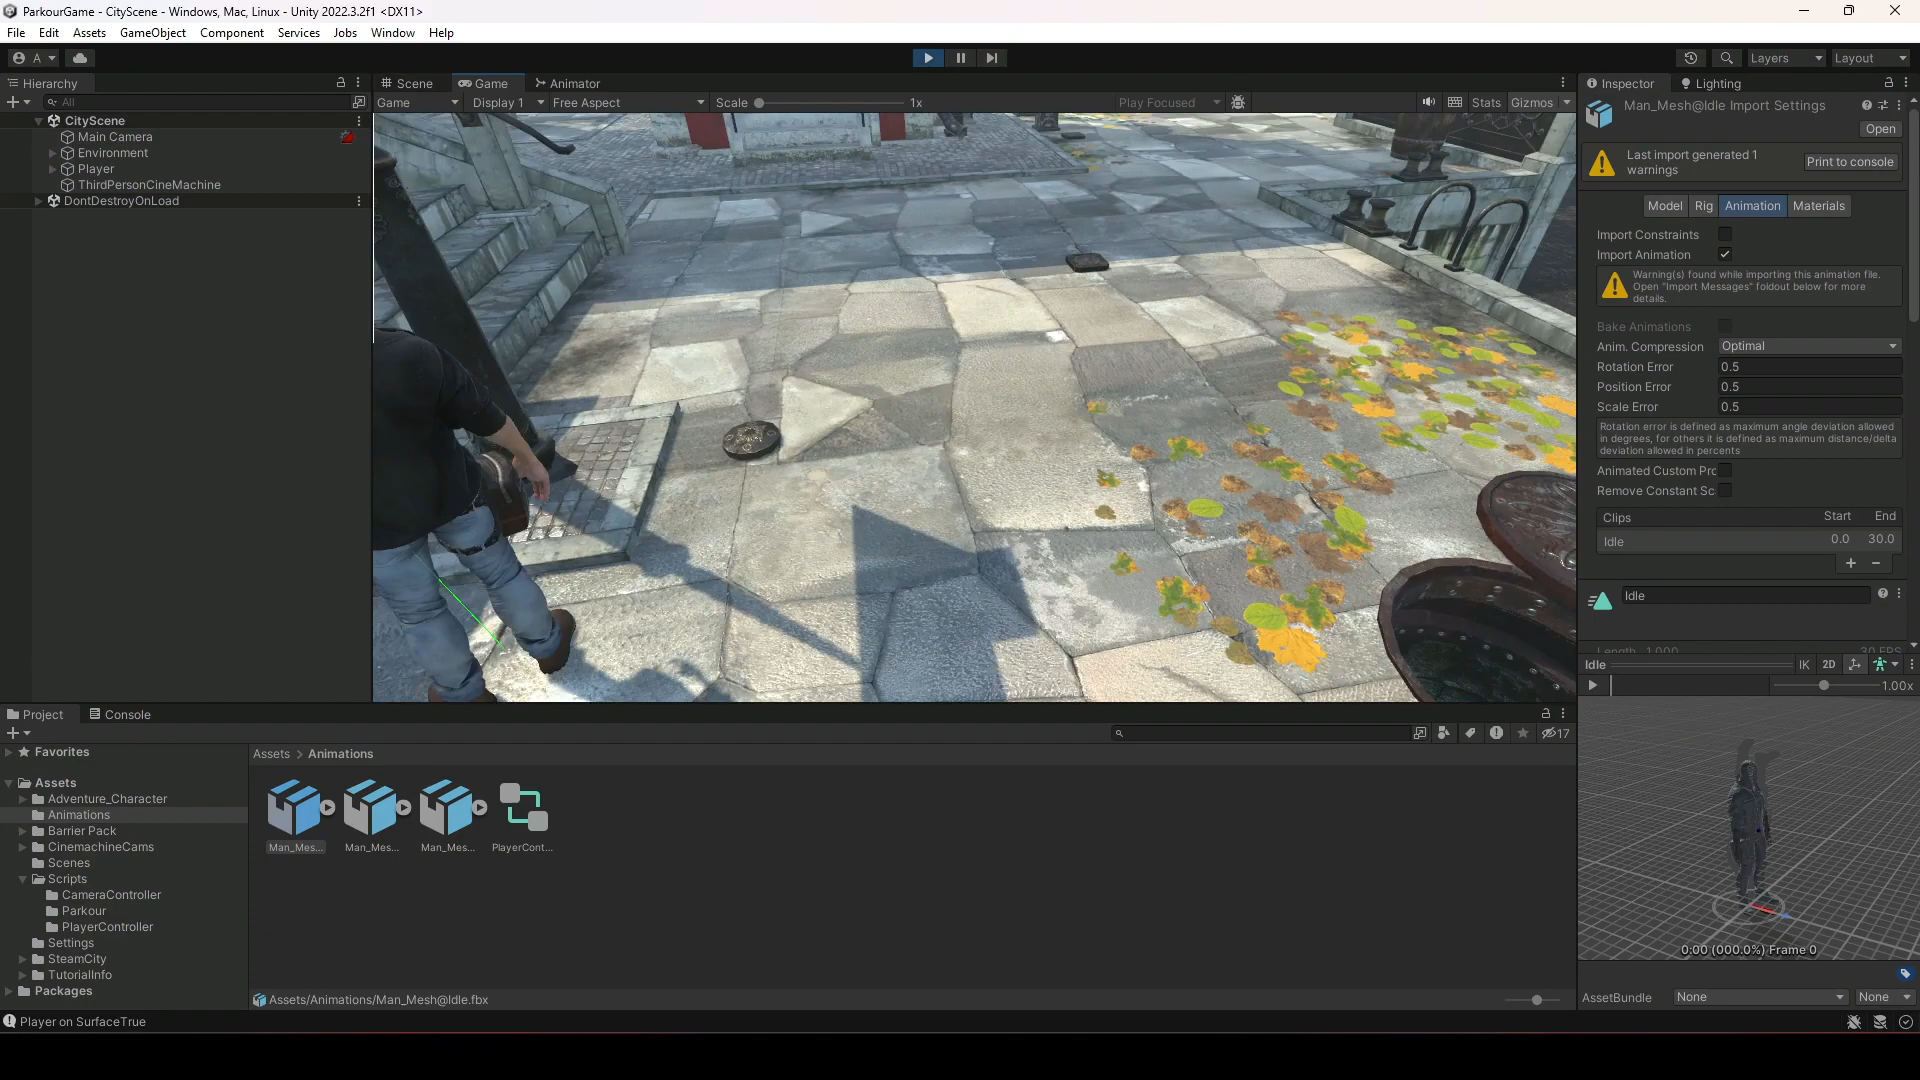 ParkourGame - CityScene - Windows, Mac, Linux - Unity 2022.3.2f1 <DX11>
File Edit Assets GameObject Component Services Jobs Window Help
A Layers Layout
Hierarchy Scene Game Animator Inspector Lighting
All Game Display 1 Free Aspect Scale 1x Play Focused Stats Gizmos
Man_Mesh@Idle Import Settings
Open
CityScene
Main Camera
Environment
Player
ThirdPersonCineMachine
DontDestroyOnLoad
Last import generated 1
warnings
Print to console
Model Rig Animation Materials
Import Constraints
Import Animation
Warning(s) found while importing this animation file.
Open "Import Messages" foldout below for more
details.
Bake Animations
Anim. Compression Optimal
Rotation Error 0.5
Position Error 0.5
Scale Error 0.5
Rotation error is defined as maximum angle deviation allowed
in degrees, for others it is defined as maximum distance/delta
deviation allowed in percents
Animated Custom Prc
Remove Constant Sc
Clips Start End
Idle 0.0 30.0
Idle
Length 1.000 30 FPS
Idle IK 2D
1.00x
0:00 (000.0%) Frame 0
AssetBundle None None
Project Console
17
Favorites
Assets
Adventure_Character
Animations
Barrier Pack
CinemachineCams
Scenes
Scripts
CameraController
Parkour
PlayerController
Settings
SteamCity
TutorialInfo
Packages
Assets > Animations
Man_Mes... Man_Mes... Man_Mes... PlayerCont...
Assets/Animations/Man_Mesh@Idle.fbx
Player on SurfaceTrue